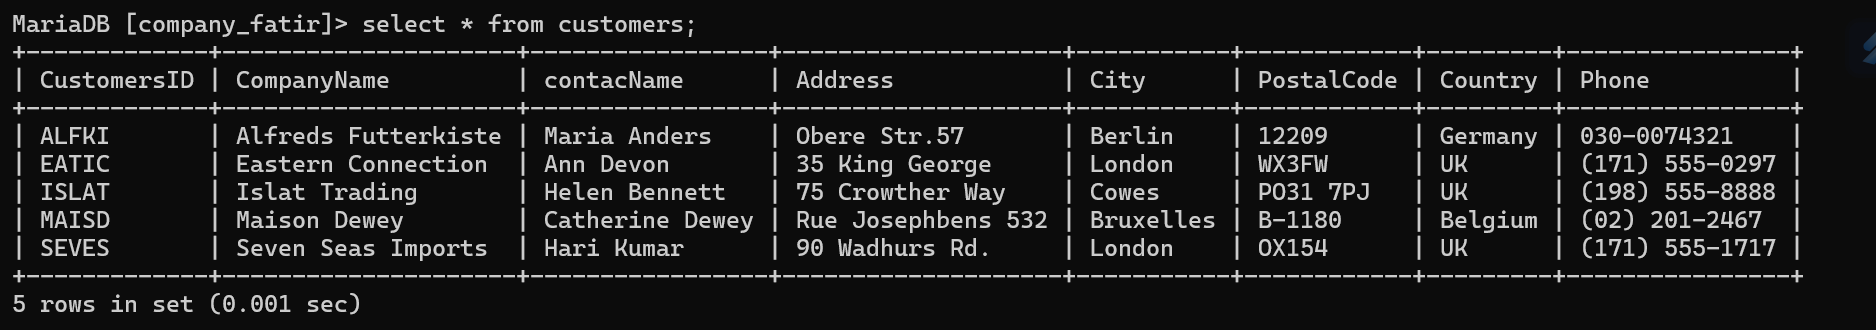 MariaDB [company_fatir]> select * from customers;
+-------------+--------------------+-----------------+--------------------+-----------+------------+---------+----------------+
| CustomersID | CompanyName        | contacName      | Address            | City      | PostalCode | Country | Phone          |
+-------------+--------------------+-----------------+--------------------+-----------+------------+---------+----------------+
| ALFKI       | Alfreds Futterkiste | Maria Anders    | Obere Str.57       | Berlin    | 12209      | Germany | 030-0074321    |
| EATIC       | Eastern Connection | Ann Devon       | 35 King George     | London    | WX3FW      | UK      | (171) 555-0297 |
| ISLAT       | Islat Trading      | Helen Bennett   | 75 Crowther Way    | Cowes     | PO31 7PJ   | UK      | (198) 555-8888 |
| MAISD       | Maison Dewey       | Catherine Dewey | Rue Josephbens 532 | Bruxelles | B-1180     | Belgium | (02) 201-2467  |
| SEVES       | Seven Seas Imports | Hari Kumar      | 90 Wadhurs Rd.     | London    | OX154      | UK      | (171) 555-1717 |
+-------------+--------------------+-----------------+--------------------+-----------+------------+---------+----------------+
5 rows in set (0.001 sec)